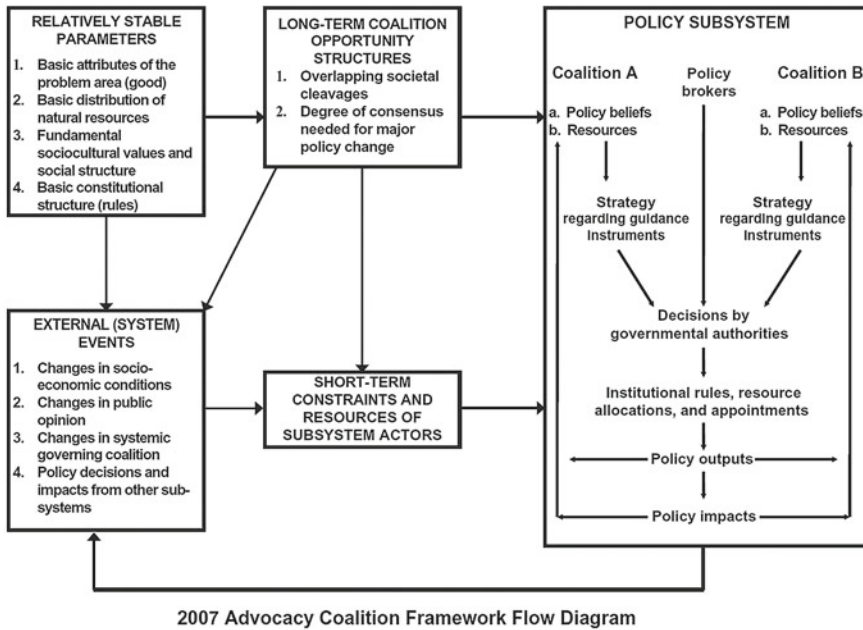 RELATIVELY STABLE
PARAMETERS
1. Basic attributes of the
problem area (good)
2. Basic distribution of
natural resources
3. Fundamental
sociocultural values and
social structure
4. Basic constitutional
structure (rules)
LONG-TERM COALITION
OPPORTUNITY
STRUCTURES
1. Overlapping societal
cleavages
2. Degree of consensus
needed for major
policy change
EXTERNAL (SYSTEM)
EVENTS
1. Changes in socio-
economic conditions
2. Changes in public
opinion
3. Changes in systemic
governing coalition
4. Policy decisions and
impacts from other sub-
systems
SHORT-TERM
CONSTRAINTS AND
RESOURCES OF
SUBSYSTEM ACTORS
POLICY SUBSYSTEM
Coalition A
a. Policy beliefs
b. Resources
Strategy
regarding guidance
Instruments
Policy
brokers
Coalition B
a. Policy beliefs
b. Resources
Strategy
regarding guidance
Instruments
Decisions by
governmental authorities
Institutional rules, resource
allocations, and appointments
Policy outputs
Policy impacts
2007 Advocacy Coalition Framework Flow Diagram